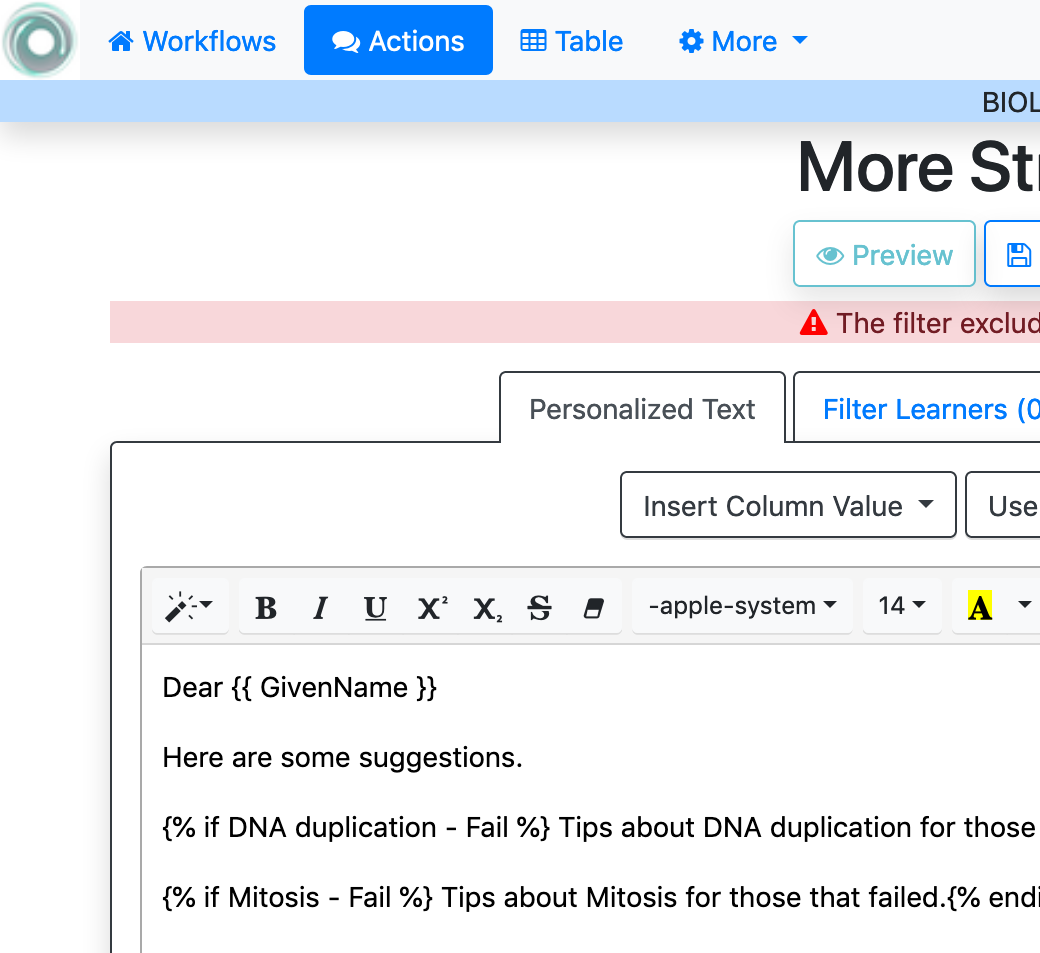 Workflows Actions Table More
BIOL
More St
Preview
The filter exclud
Personalized Text Filter Learners (0
Insert Column Value Use
B I U X² X₂ S -apple-system 14 A
Dear {{ GivenName }}
Here are some suggestions.
{% if DNA duplication - Fail %} Tips about DNA duplication for those
{% if Mitosis - Fail %} Tips about Mitosis for those that failed.{% endi